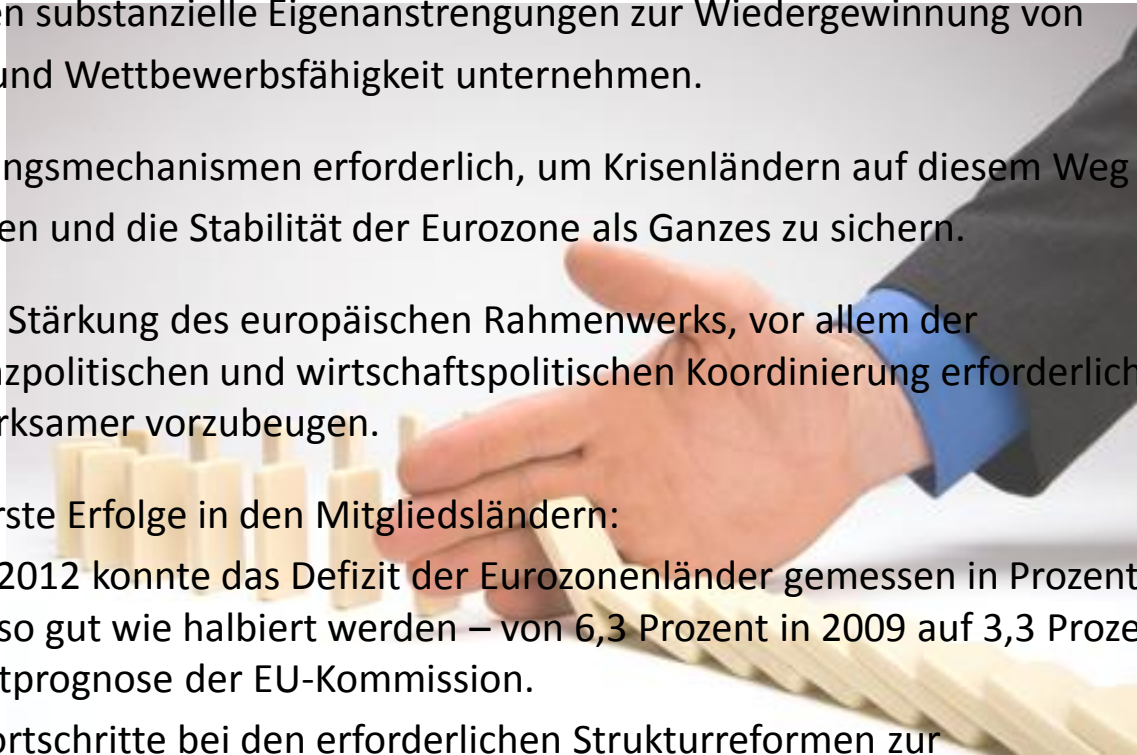 en substanzielle Eigenanstrengungen zur Wiedergewinnung von
und Wettbewerbsfähigkeit unternehmen.
ngsmechanismen erforderlich, um Krisenländern auf diesem Weg
en und die Stabilität der Eurozone als Ganzes zu sichern.
Stärkung des europäischen Rahmenwerks, vor allem der
zpolitischen und wirtschaftspolitischen Koordinierung erforderlich
rksamer vorzubeugen.
rste Erfolge in den Mitgliedsländern:
2012 konnte das Defizit der Eurozonenländer gemessen in Prozent
so gut wie halbiert werden – von 6,3 Prozent in 2009 auf 3,3 Proze
tprognose der EU-Kommission.
ortschritte bei den erforderlichen Strukturreformen zur